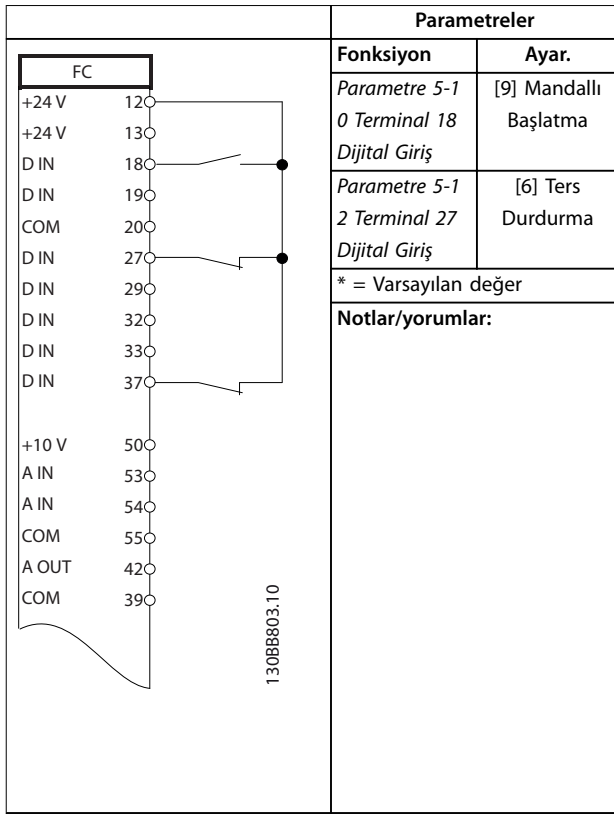 FC
+24 V 12
+24 V 13
D IN 18
D IN 19
COM 20
D IN 27
D IN 29
D IN 32
D IN 33
D IN 37
+10 V 50
A IN 53
A IN 54
COM 55
A OUT 42
COM 39
130BB803.10
Parametreler
Fonksiyon Ayar.
Parametre 5-1 [9] Mandallı
0 Terminal 18 Başlatma
Dijital Giriş
Parametre 5-1 [6] Ters
2 Terminal 27 Durdurma
Dijital Giriş
* = Varsayılan değer
Notlar/yorumlar: